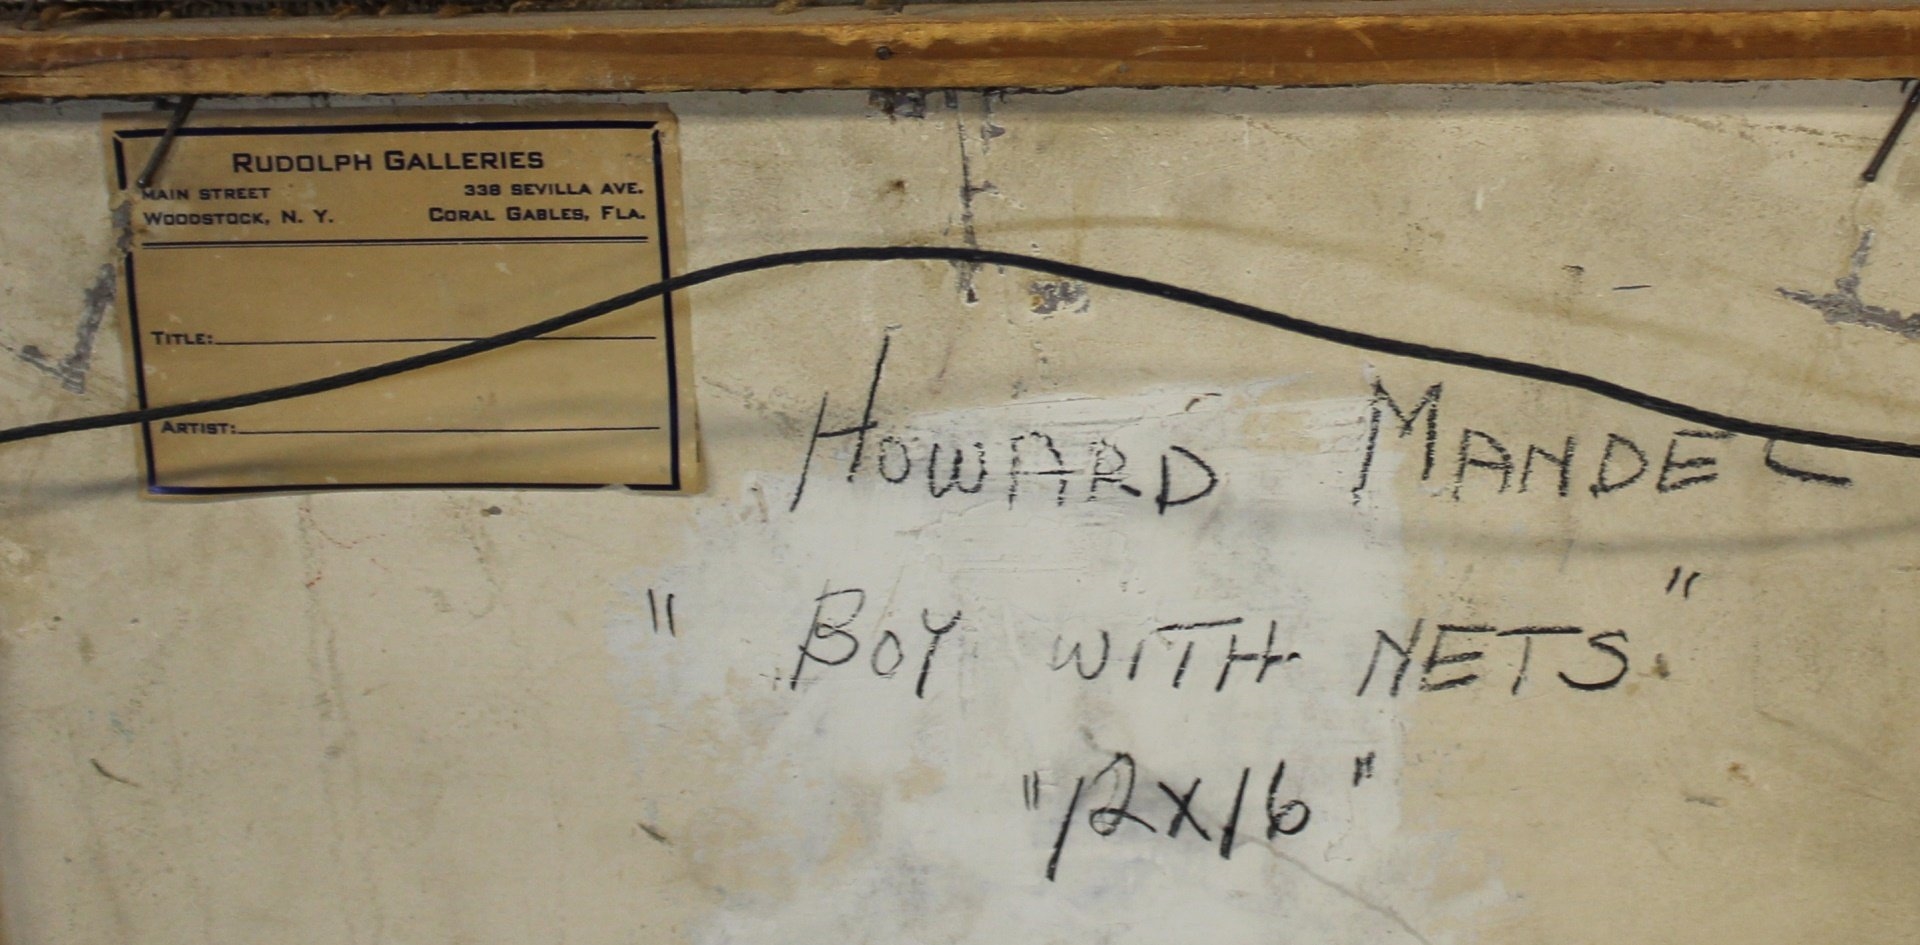 RUDOLPH GALLERIES
MAIN STREET
WOODSTOCK, N. Y.
338 SEVILLA AVE.
CORAL GABLES, FLA.
TITLE:
ARTIST:
HOWARD MANDEL
" BOY WITH NETS "
"12X16"